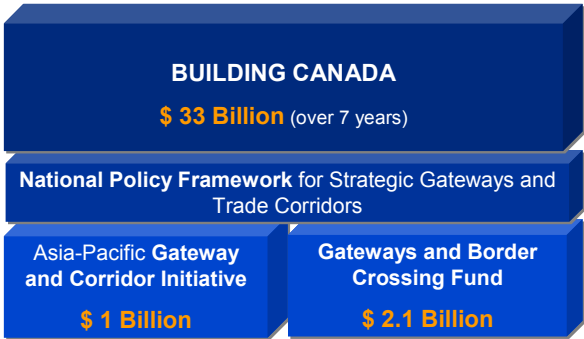 BUILDING CANADA
$ 33 Billion (over 7 years)
National Policy Framework for Strategic Gateways and
Trade Corridors
Asia-Pacific Gateway
and Corridor Initiative
$ 1 Billion
Gateways and Border
Crossing Fund
$ 2.1 Billion